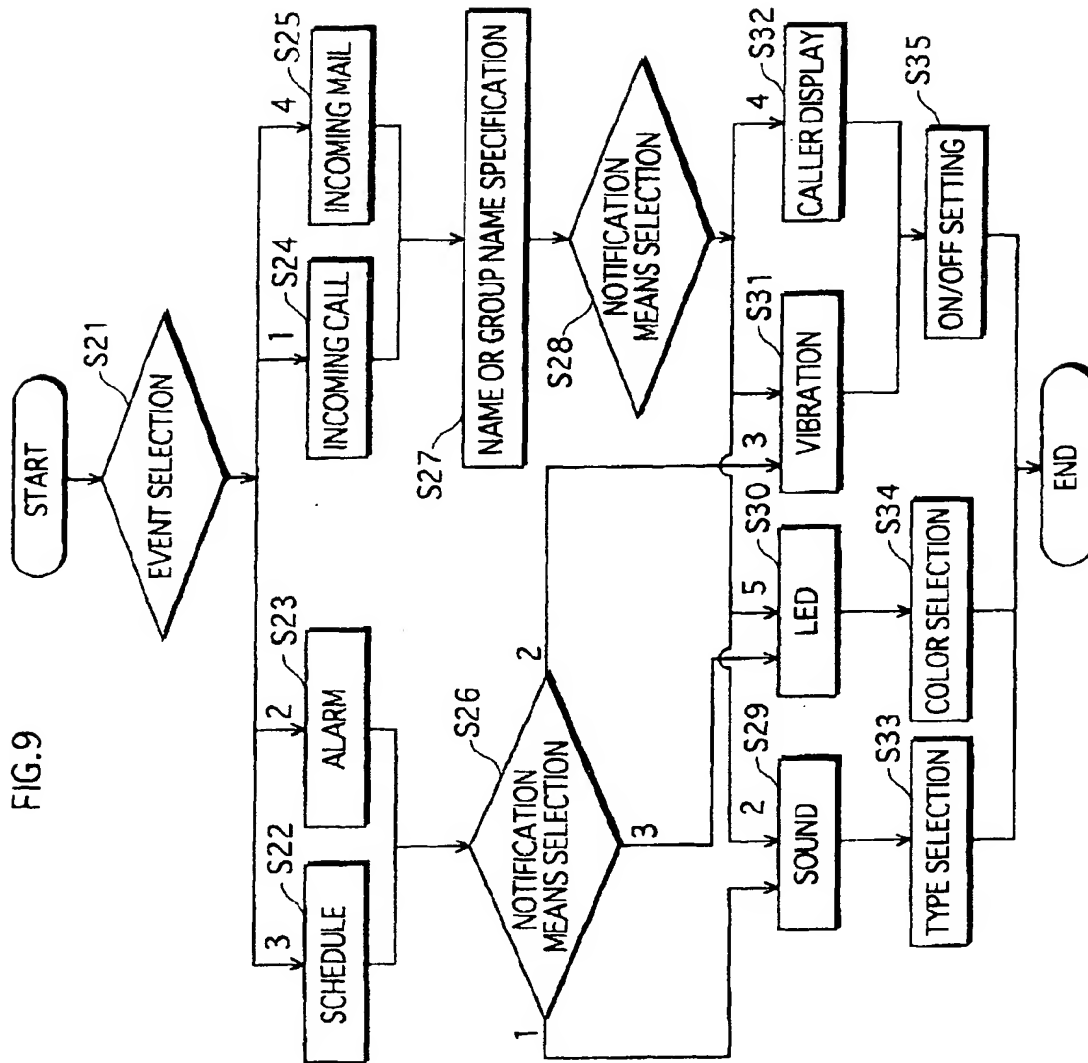 FIG.9
START
EVENT SELECTION
S21
3
2
1
4
SCHEDULE
S22
ALARM
S23
INCOMING CALL
S24
INCOMING MAIL
S25
NAME OR GROUP NAME SPECIFICATION
S27
NOTIFICATION
MEANS SELECTION
S26
1
2
3
NOTIFICATION
MEANS SELECTION
S28
2
SOUND
S29
5
LED
S30
3
VIBRATION
S31
4
CALLER DISPLAY
S32
TYPE SELECTION
S33
COLOR SELECTION
S34
ON/OFF SETTING
S35
END